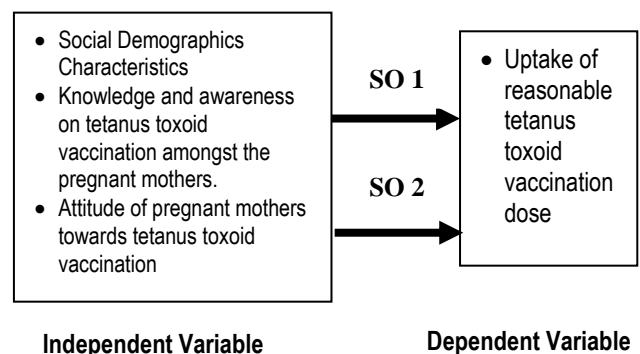 • Social Demographics
Characteristics
• Knowledge and awareness
on tetanus toxoid
vaccination amongst the
pregnant mothers.
• Attitude of pregnant mothers
towards tetanus toxoid
vaccination
SO 1
SO 2
• Uptake of
reasonable
tetanus
toxoid
vaccination
dose
Independent Variable
Dependent Variable